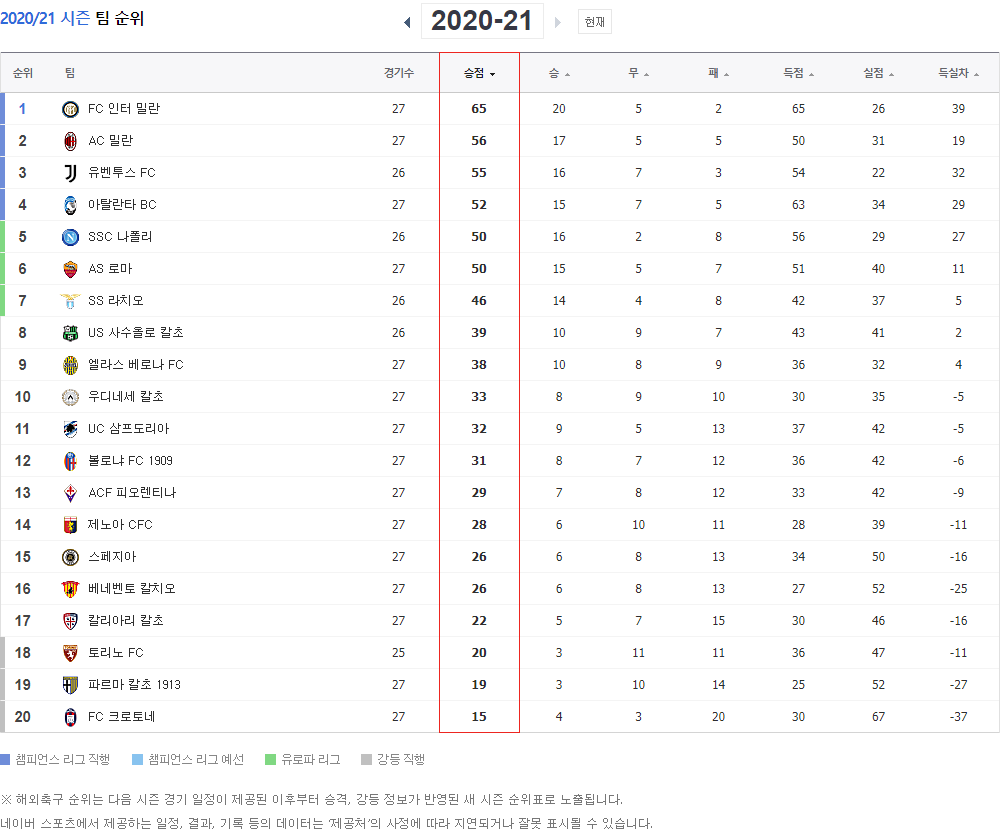 2020/21 시즌 팀 순위
2020-21 현재
순위 팀 경기수 승점 승 무 패 득점 실점 득실차
1 FC 인터 밀란 27 65 20 5 2 65 26 39
2 AC 밀란 27 56 17 5 5 50 31 19
3 유벤투스 FC 26 55 16 7 3 54 22 32
4 아탈란타 BC 27 52 15 7 5 63 34 29
5 SSC 나폴리 26 50 16 2 8 56 29 27
6 AS 로마 27 50 15 5 7 51 40 11
7 SS 라치오 26 46 14 4 8 42 37 5
8 US 사수올로 칼초 26 39 10 9 7 43 41 2
9 엘라스 베로나 FC 27 38 10 8 9 36 32 4
10 우디네세 칼초 27 33 8 9 10 30 35 -5
11 UC 삼프도리아 27 32 9 5 13 37 42 -5
12 볼로냐 FC 1909 27 31 8 7 12 36 42 -6
13 ACF 피오렌티나 27 29 7 8 12 33 42 -9
14 제노아 CFC 27 28 6 10 11 28 39 -11
15 스페지아 27 26 6 8 13 34 50 -16
16 베네벤토 칼치오 27 26 6 8 13 27 52 -25
17 칼리아리 칼초 27 22 5 7 15 30 46 -16
18 토리노 FC 25 20 3 11 11 36 47 -11
19 파르마 칼초 1913 27 19 3 10 14 25 52 -27
20 FC 크로토네 27 15 4 3 20 30 67 -37
챔피언스 리그 직행 챔피언스 리그 예선 유로파 리그 강등 직행
※ 해외축구 순위는 다음 시즌 경기 일정이 제공된 이후부터 승격, 강등 정보가 반영된 새 시즌 순위표로 노출됩니다.
네이버 스포츠에서 제공하는 일정, 결과, 기록 등의 데이터는 '제공처'의 사정에 따라 지연되거나 잘못 표시될 수 있습니다.